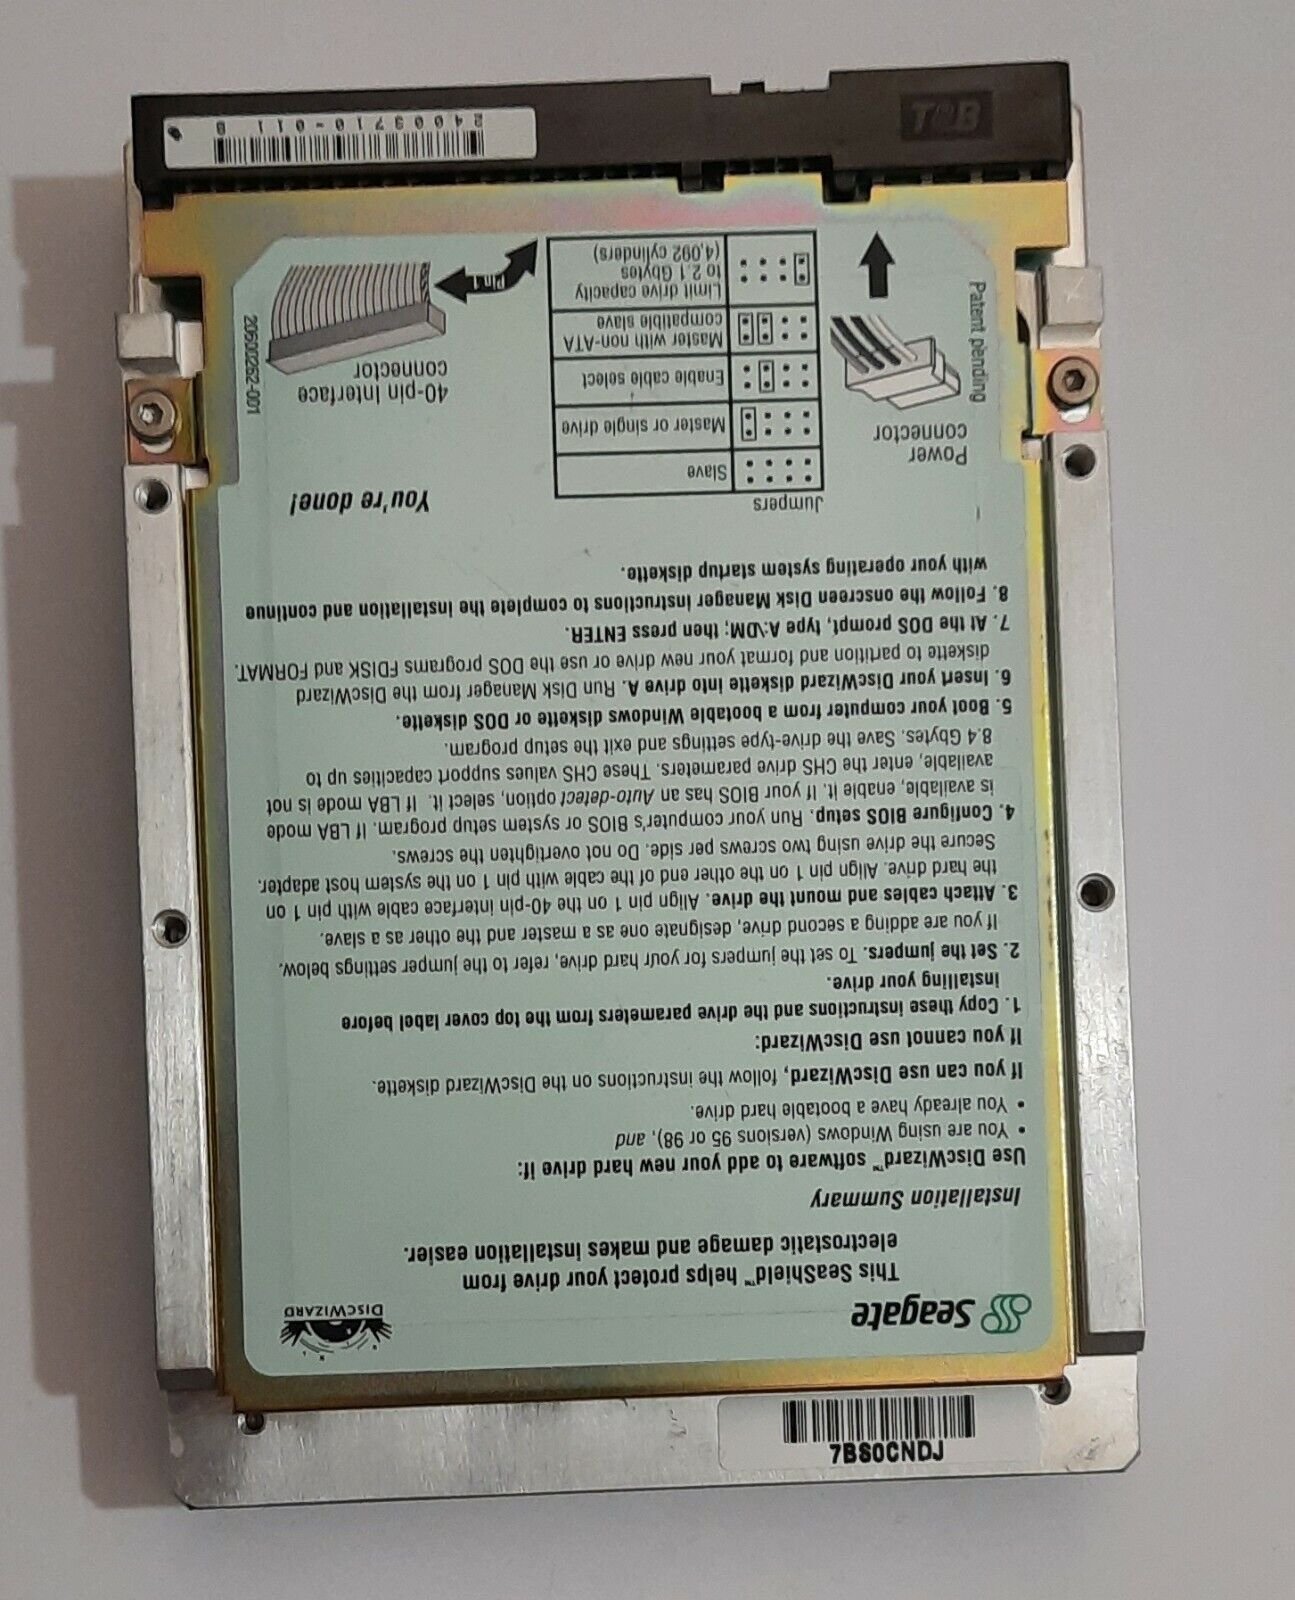 Seagate
DISCWIZARD
This SeaShield™ helps protect your drive from
electrostatic damage and makes installation easier.
Installation Summary
Use DiscWizard™ software to add your new hard drive if:
• You are using Windows (versions 95 or 98), and
• You already have a bootable hard drive.
If you can use DiscWizard, follow the instructions on the DiscWizard diskette.
If you cannot use DiscWizard:
1. Copy these instructions and the drive parameters from the top cover label before
installing your drive.
2. Set the jumpers. To set the jumpers for your hard drive, refer to the jumper settings below.
If you are adding a second drive, designate one as a master and the other as a slave.
3. Attach cables and mount the drive. Align pin 1 on the 40-pin interface cable with pin 1 on
the hard drive. Align pin 1 on the other end of the cable with pin 1 on the system host adapter.
Secure the drive using two screws per side. Do not overtighten the screws.
4. Configure BIOS setup. Run your computer's BIOS or system setup program. If LBA mode
is available, enable it. If your BIOS has an Auto-detect option, select it. If LBA mode is not
available, enter the CHS drive parameters. These CHS values support capacities up to
8.4 Gbytes. Save the drive-type settings and exit the setup program.
5. Boot your computer from a bootable Windows diskette or DOS diskette.
6. Insert your DiscWizard diskette into drive A. Run Disk Manager from the DiscWizard
diskette to partition and format your new drive or use the DOS programs FDISK and FORMAT.
7. At the DOS prompt, type A:\DM; then press ENTER.
8. Follow the onscreen Disk Manager instructions to complete the installation and continue
with your operating system startup diskette.
You're done!
Jumpers
Slave
Master or single drive
Enable cable select
Master with non-ATA
compatible slave
Limit drive capacity
to 2.1 Gbytes
(4,092 cylinders)
Power
connector
Patent pending
40-pin Interface
connector
Pin 1
20600262-001
T&B
24003710-011 B
7BS0CNDJ